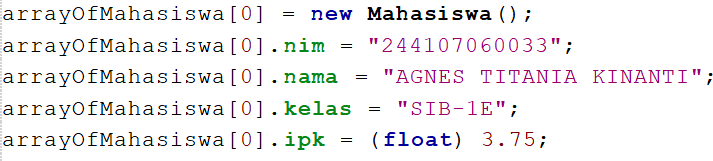 arrayOfMahasiswa[0] = new Mahasiswa();
arrayOfMahasiswa[0].nim = "244107060033";
arrayOfMahasiswa[0].nama = "AGNES TITANIA KINANTI";
arrayOfMahasiswa[0].kelas = "SIB-1E";
arrayOfMahasiswa[0].ipk = (float) 3.75;